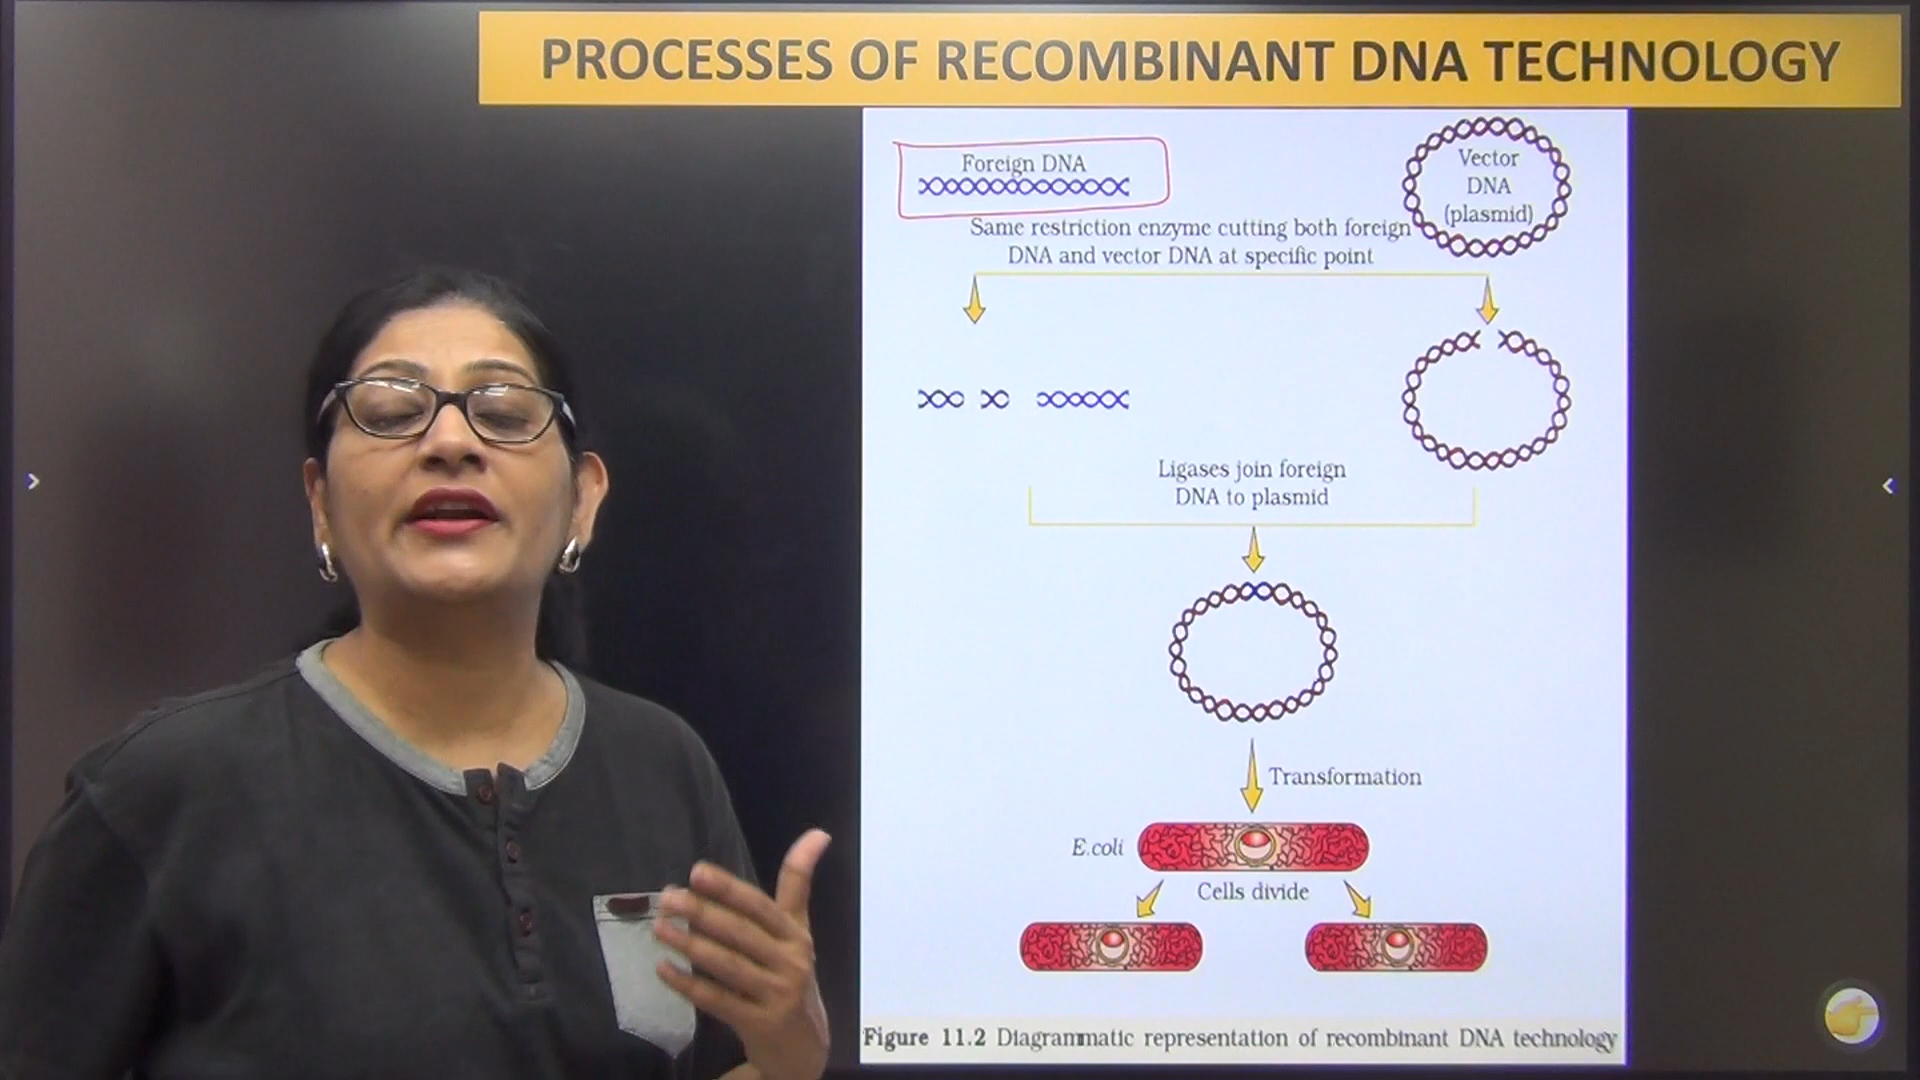 PROCESSES OF RECOMBINANT DNA TECHNOLOGY
Foreign DNA
Vector
DNA
(plasmid)
Same restriction enzyme cutting both foreign
DNA and vector DNA at specific point
Ligases join foreign
DNA to plasmid
Transformation
E.coli
Cells divide
Figure 11.2 Diagrammatic representation of recombinant DNA technology